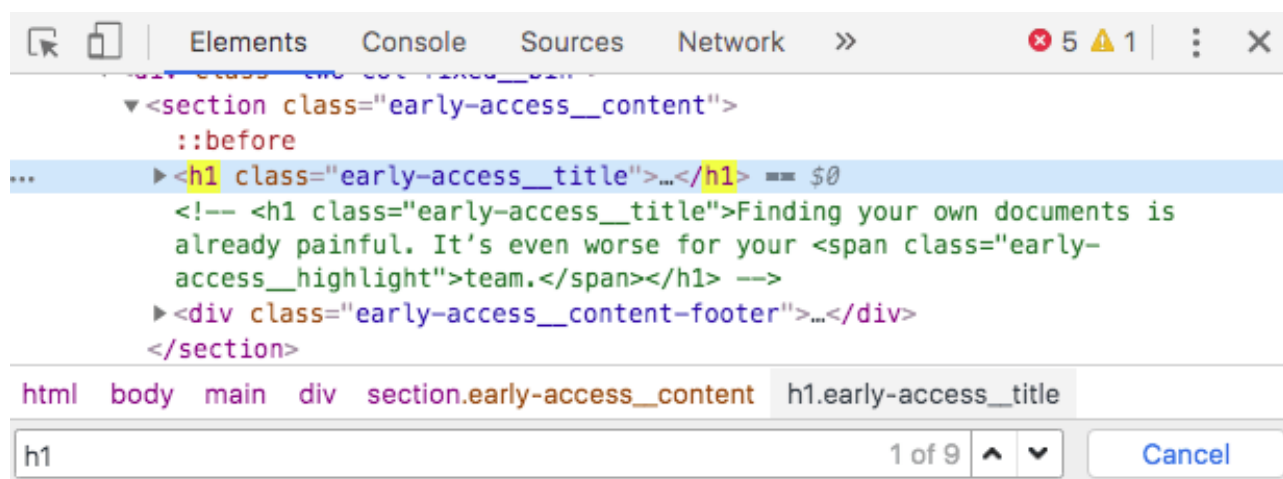 Elements Console Sources Network » 5 1
▼<section class="early-access__content">
::before
… ▶<h1 class="early-access__title">…</h1> == $0
<!-- <h1 class="early-access__title">Finding your own documents is
already painful. It’s even worse for your <span class="early-
access__highlight">team.</span></h1> -->
▶<div class="early-access__content-footer">…</div>
</section>
html body main div section.early-access__content h1.early-access__title
h1 1 of 9 Cancel